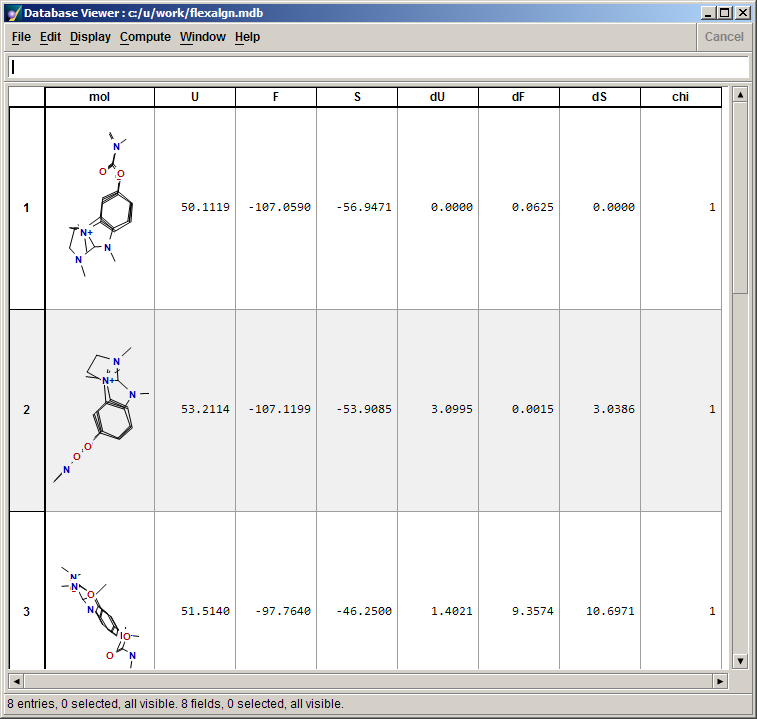 Database Viewer : c:/u/work/flexalgn.mdb
File Edit Display Compute Window Help Cancel
mol U F S dU dF dS chi
N
O O
1 50.1119 -107.0590 -56.9471 0.0000 0.0625 0.0000 1
N+
N
N
N
N+
N
2 53.2114 -107.1199 -53.9085 3.0995 0.0015 3.0386 1
O
O
N
N
N
O
N
3 51.5140 -97.7640 -46.2500 1.4021 9.3574 10.6971 1
O
O N
8 entries, 0 selected, all visible. 8 fields, 0 selected, all visible.